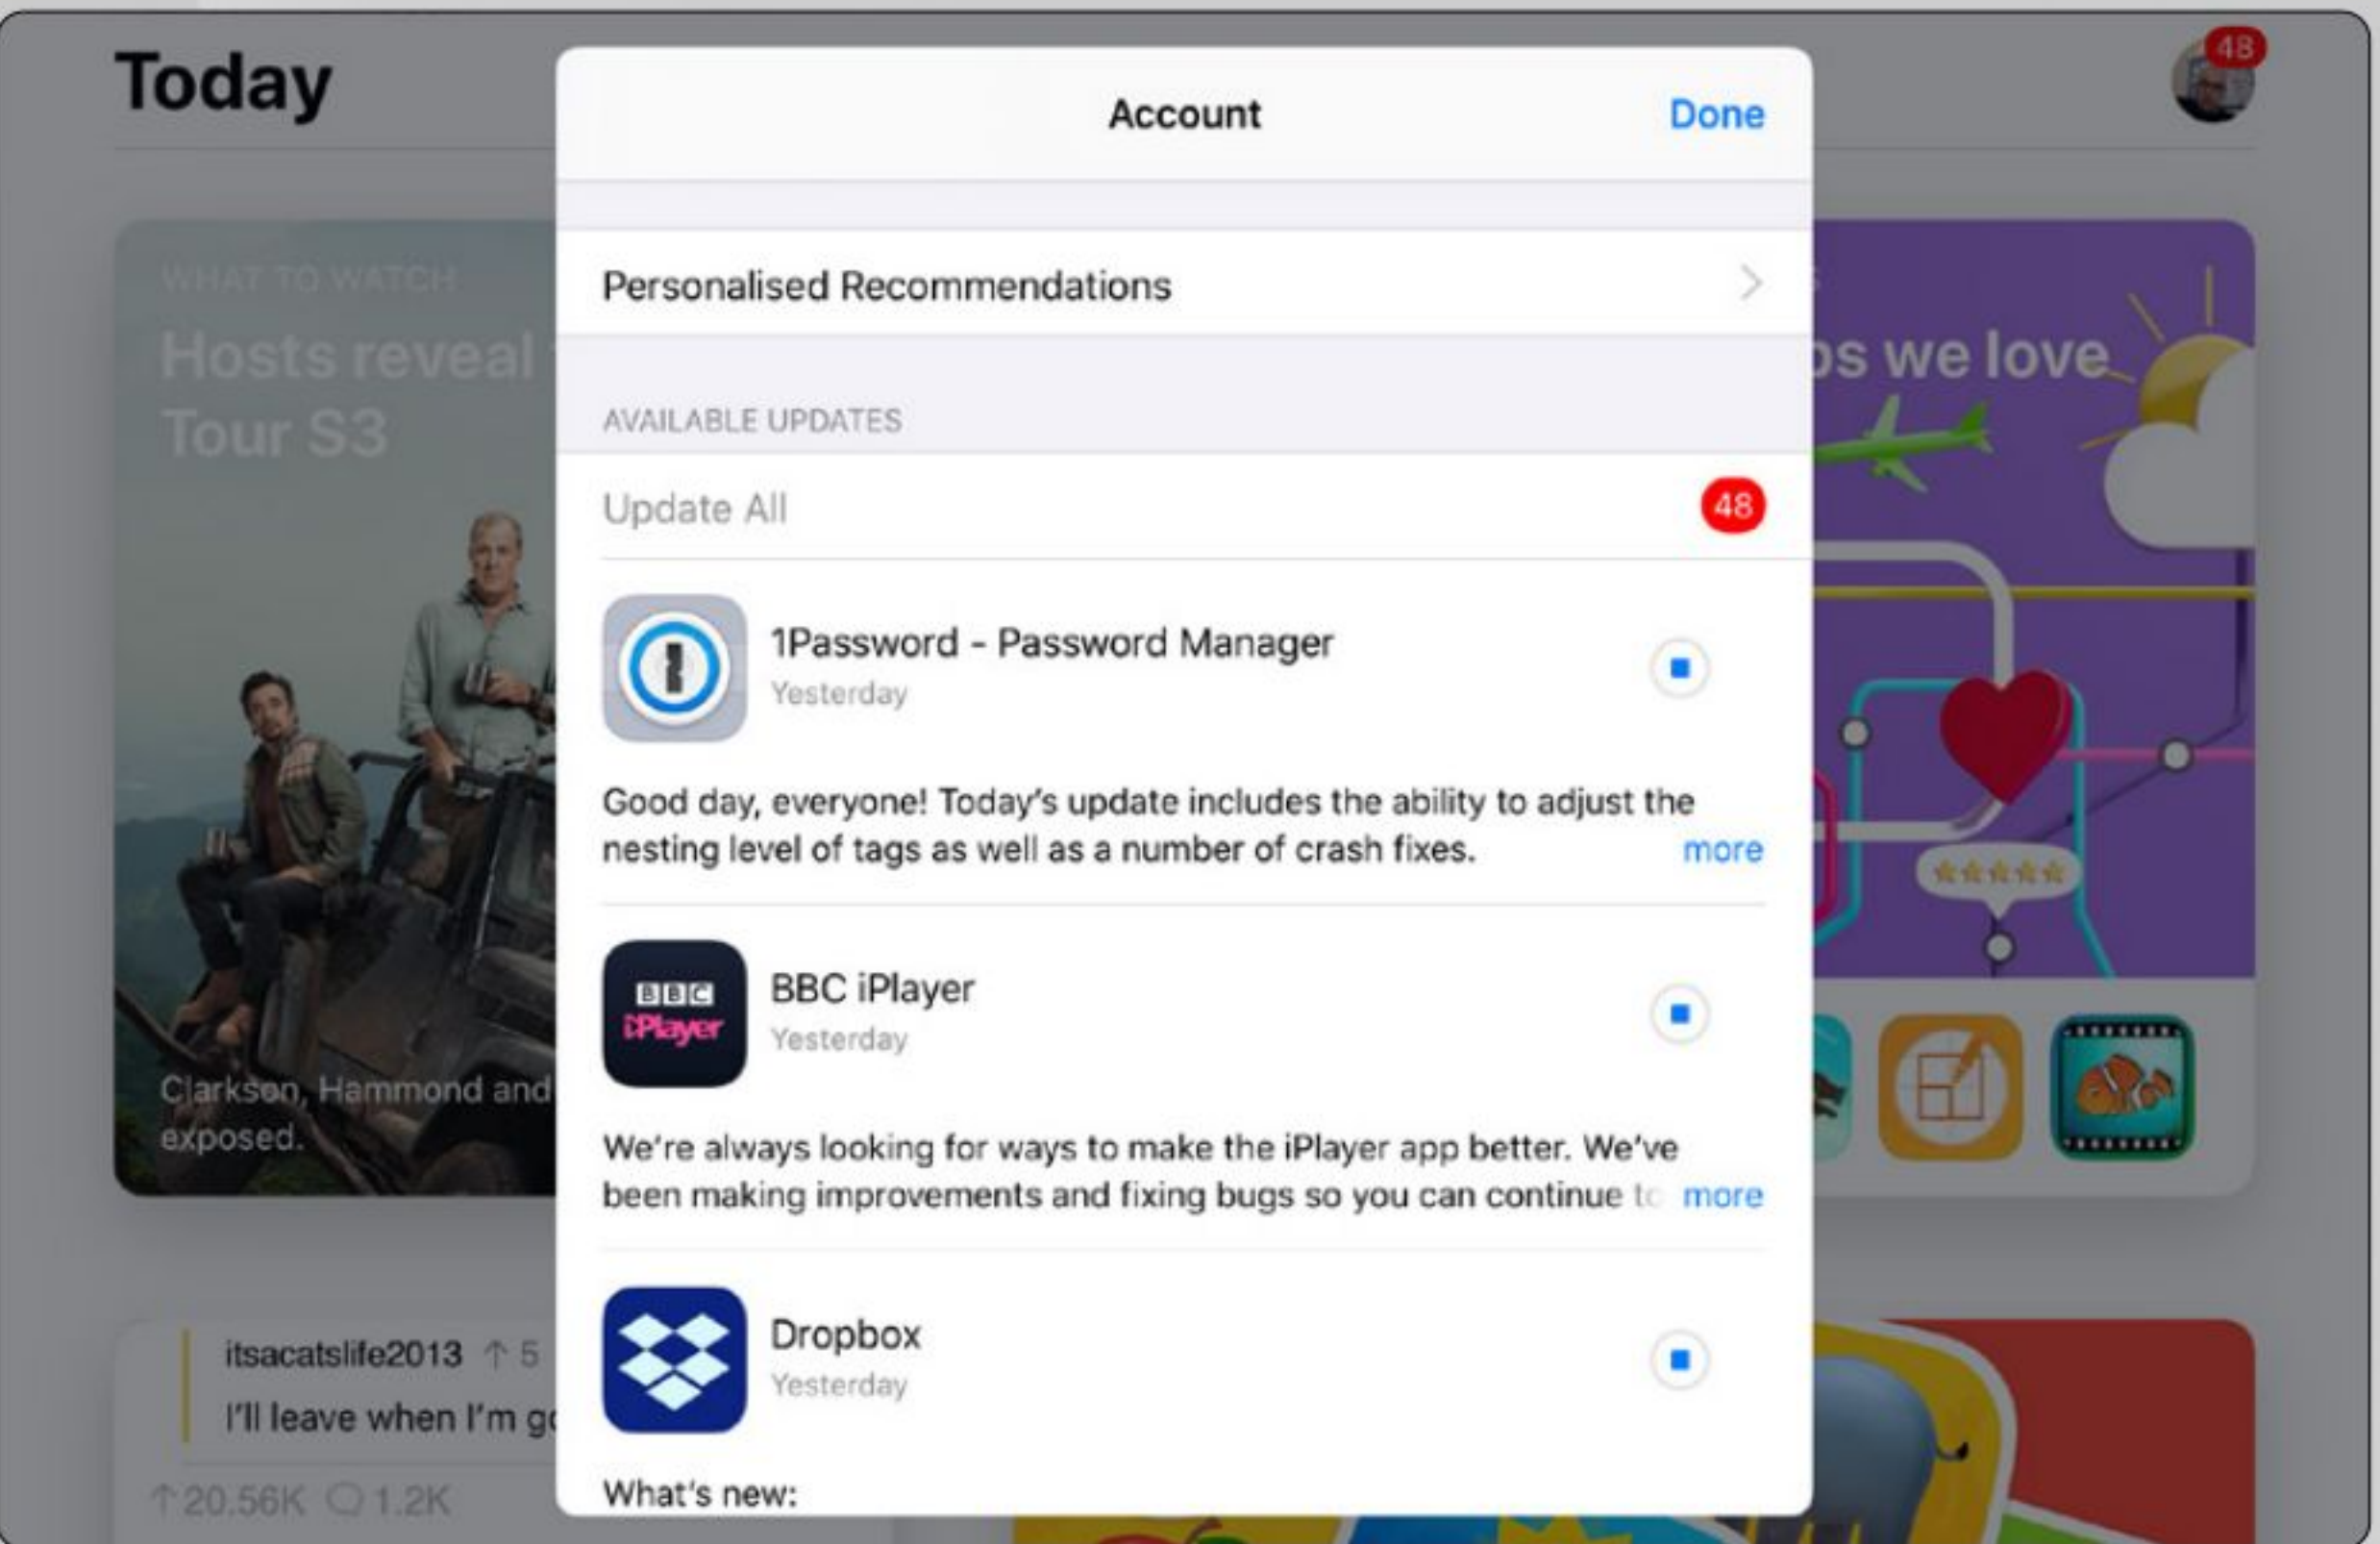 Today
48
Account
Done
WHAT TO WATCH
Hosts reveal
Tour S3
Clarkson, Hammond and
exposed.
Personalised Recommendations
AVAILABLE UPDATES
Update All
48
1Password - Password Manager
Yesterday
Good day, everyone! Today's update includes the ability to adjust the
nesting level of tags as well as a number of crash fixes.
more
BBC iPlayer
BBC
iPlayer
Yesterday
We're always looking for ways to make the iPlayer app better. We've
been making improvements and fixing bugs so you can continue to
more
Dropbox
Yesterday
What's new:
we love
itsacatslife2013 ↑ 5
I'll leave when I'm
↑20.56K 1.2K